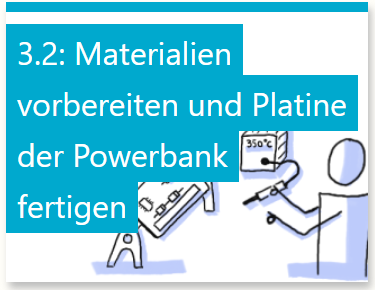 3.2: Materialien
vorbereiten und Platine
der Powerbank
fertigen
350°C